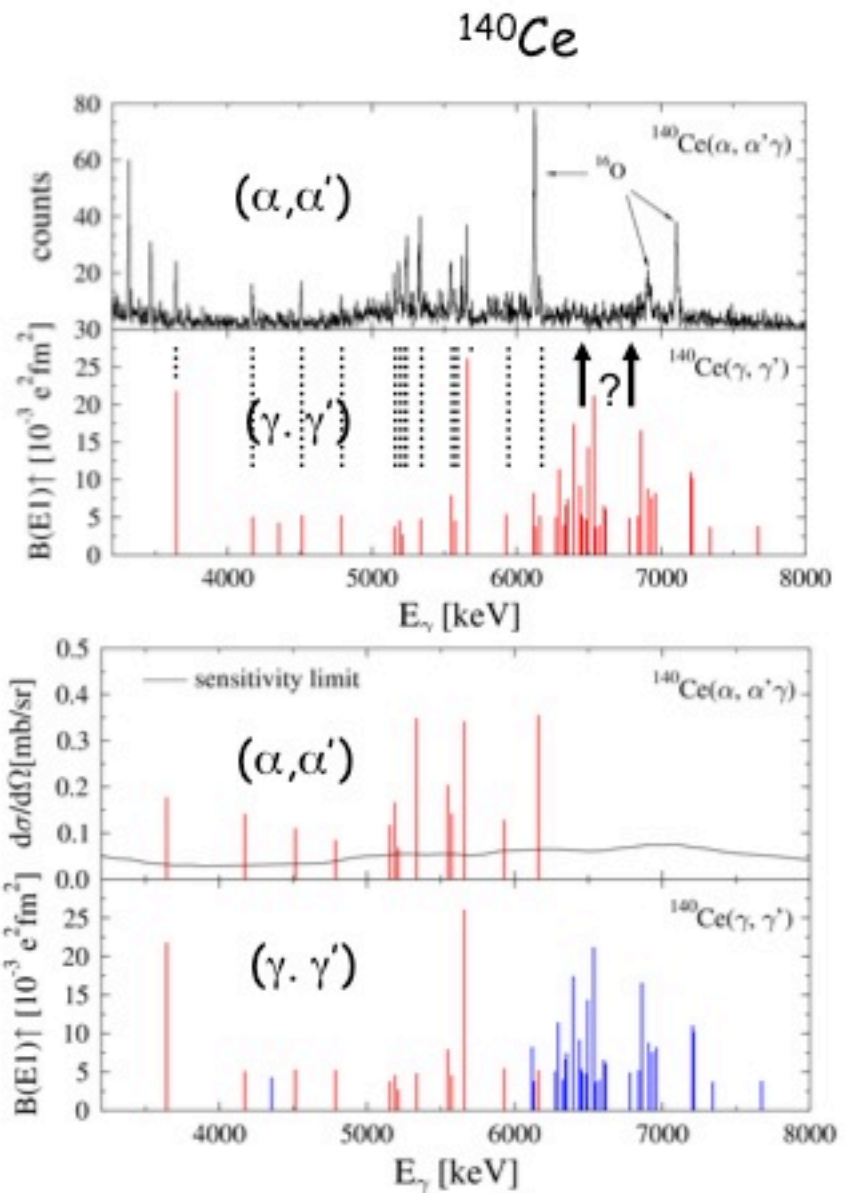 ¹⁴⁰Ce
80
60
40
20
counts
(α,α')
¹⁴⁰Ce(α, α'γ)
¹⁶O
30
25
20
15
10
5
0
B(E1)↑ [10⁻³ e²fm²]
(γ. γ')
?
¹⁴⁰Ce(γ, γ')
4000 5000 6000 7000 8000
E_γ [keV]
0.5
0.4
0.3
0.2
0.1
0.0
dσ/dΩ[mb/sr]
sensitivity limit
¹⁴⁰Ce(α, α'γ)
(α,α')
25
20
15
10
5
0
B(E1)↑ [10⁻³ e²fm²]
(γ. γ')
¹⁴⁰Ce(γ, γ')
4000 5000 6000 7000 8000
E_γ [keV]